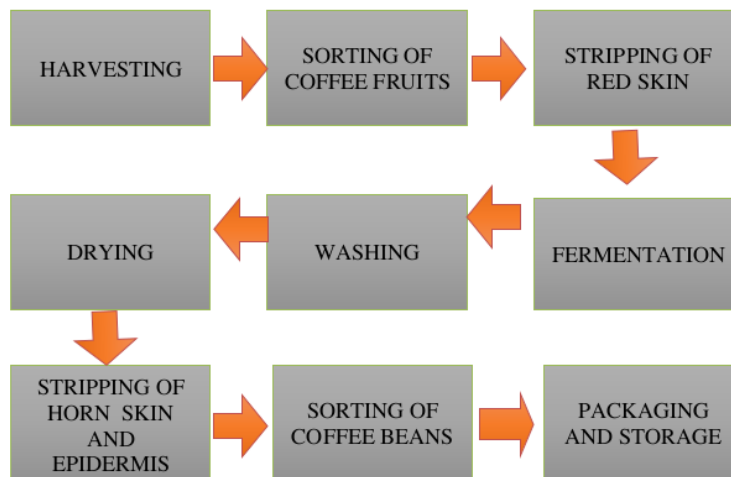 HARVESTING
SORTING OF
COFFEE FRUITS
STRIPPING OF
RED SKIN
FERMENTATION
WASHING
DRYING
STRIPPING OF
HORN SKIN
AND
EPIDERMIS
SORTING OF
COFFEE BEANS
PACKAGING
AND STORAGE